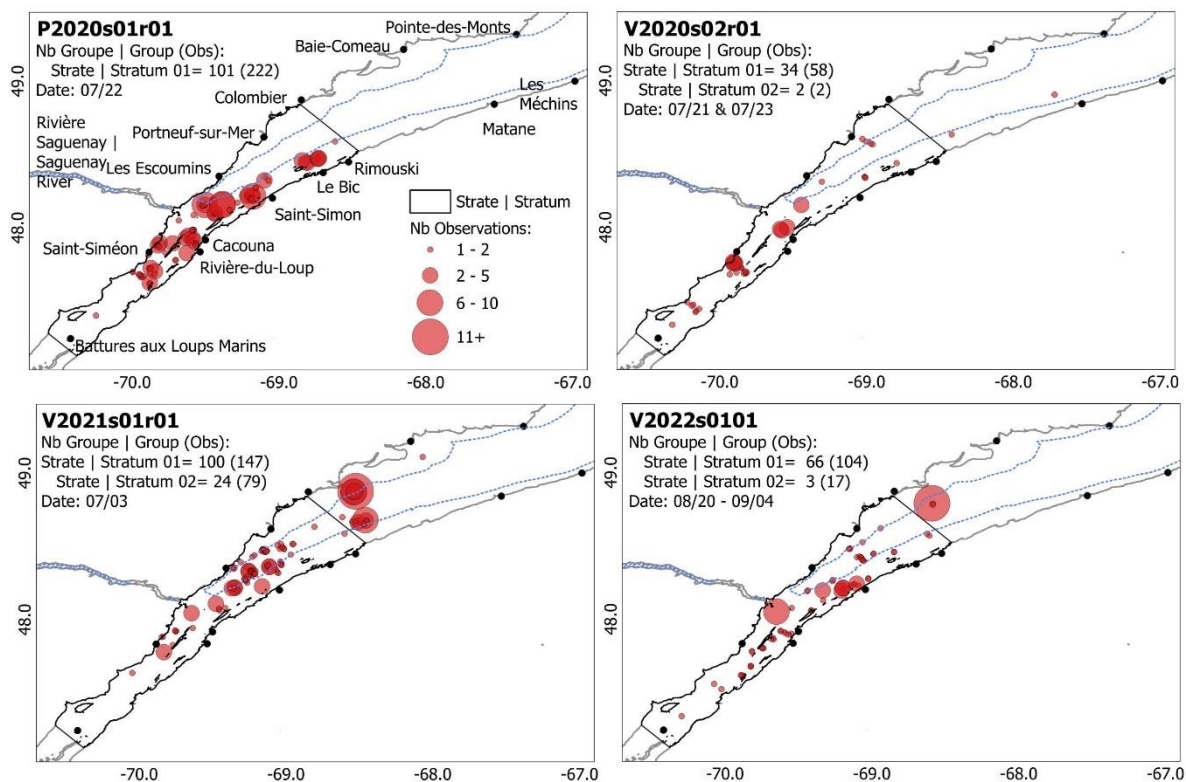 P2020s01r01
Nb Groupe | Group (Obs):
Strate | Stratum 01= 101 (222)
Date: 07/22
Pointe-des-Monts
Baie-Comeau
Les
Méchins
Colombier
Matane
Rivière
Saguenay |
Saguenay
River
Portneuf-sur-Mer
Les Escoumins
Rimouski
Le Bic
Saint-Simon
Saint-Siméon
Cacouna
Rivière-du-Loup
Battures aux Loups Marins
Strate | Stratum
Nb Observations:
1 - 2
2 - 5
6 - 10
11+
49.0
48.0
-70.0
-69.0
-68.0
-67.0
V2020s02r01
Nb Groupe | Group (Obs):
Strate | Stratum 01= 34 (58)
Strate | Stratum 02= 2 (2)
Date: 07/21 & 07/23
49.0
48.0
-70.0
-69.0
-68.0
-67.0
V2021s01r01
Nb Groupe | Group (Obs):
Strate | Stratum 01= 100 (147)
Strate | Stratum 02= 24 (79)
Date: 07/03
49.0
48.0
-70.0
-69.0
-68.0
-67.0
V2022s0101
Nb Groupe | Group (Obs):
Strate | Stratum 01= 66 (104)
Strate | Stratum 02= 3 (17)
Date: 08/20 - 09/04
49.0
48.0
-70.0
-69.0
-68.0
-67.0